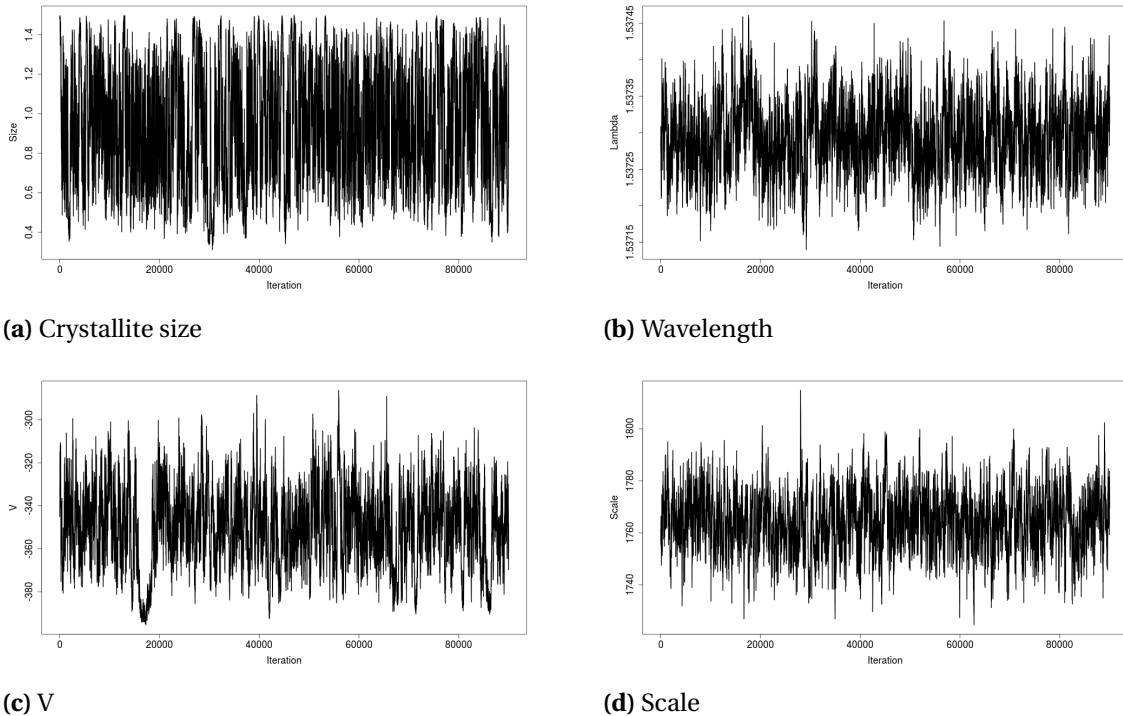 Size
1.4
1.2
1.0
0.8
0.6
0.4
0 20000 40000 60000 80000
Iteration
(a) Crystallite size
Lambda
1.53745
1.53735
1.53725
1.53715
0 20000 40000 60000 80000
Iteration
(b) Wavelength
V
-300
-320
-340
-360
-380
0 20000 40000 60000 80000
Iteration
(c) V
Scale
1800
1780
1760
1740
0 20000 40000 60000 80000
Iteration
(d) Scale